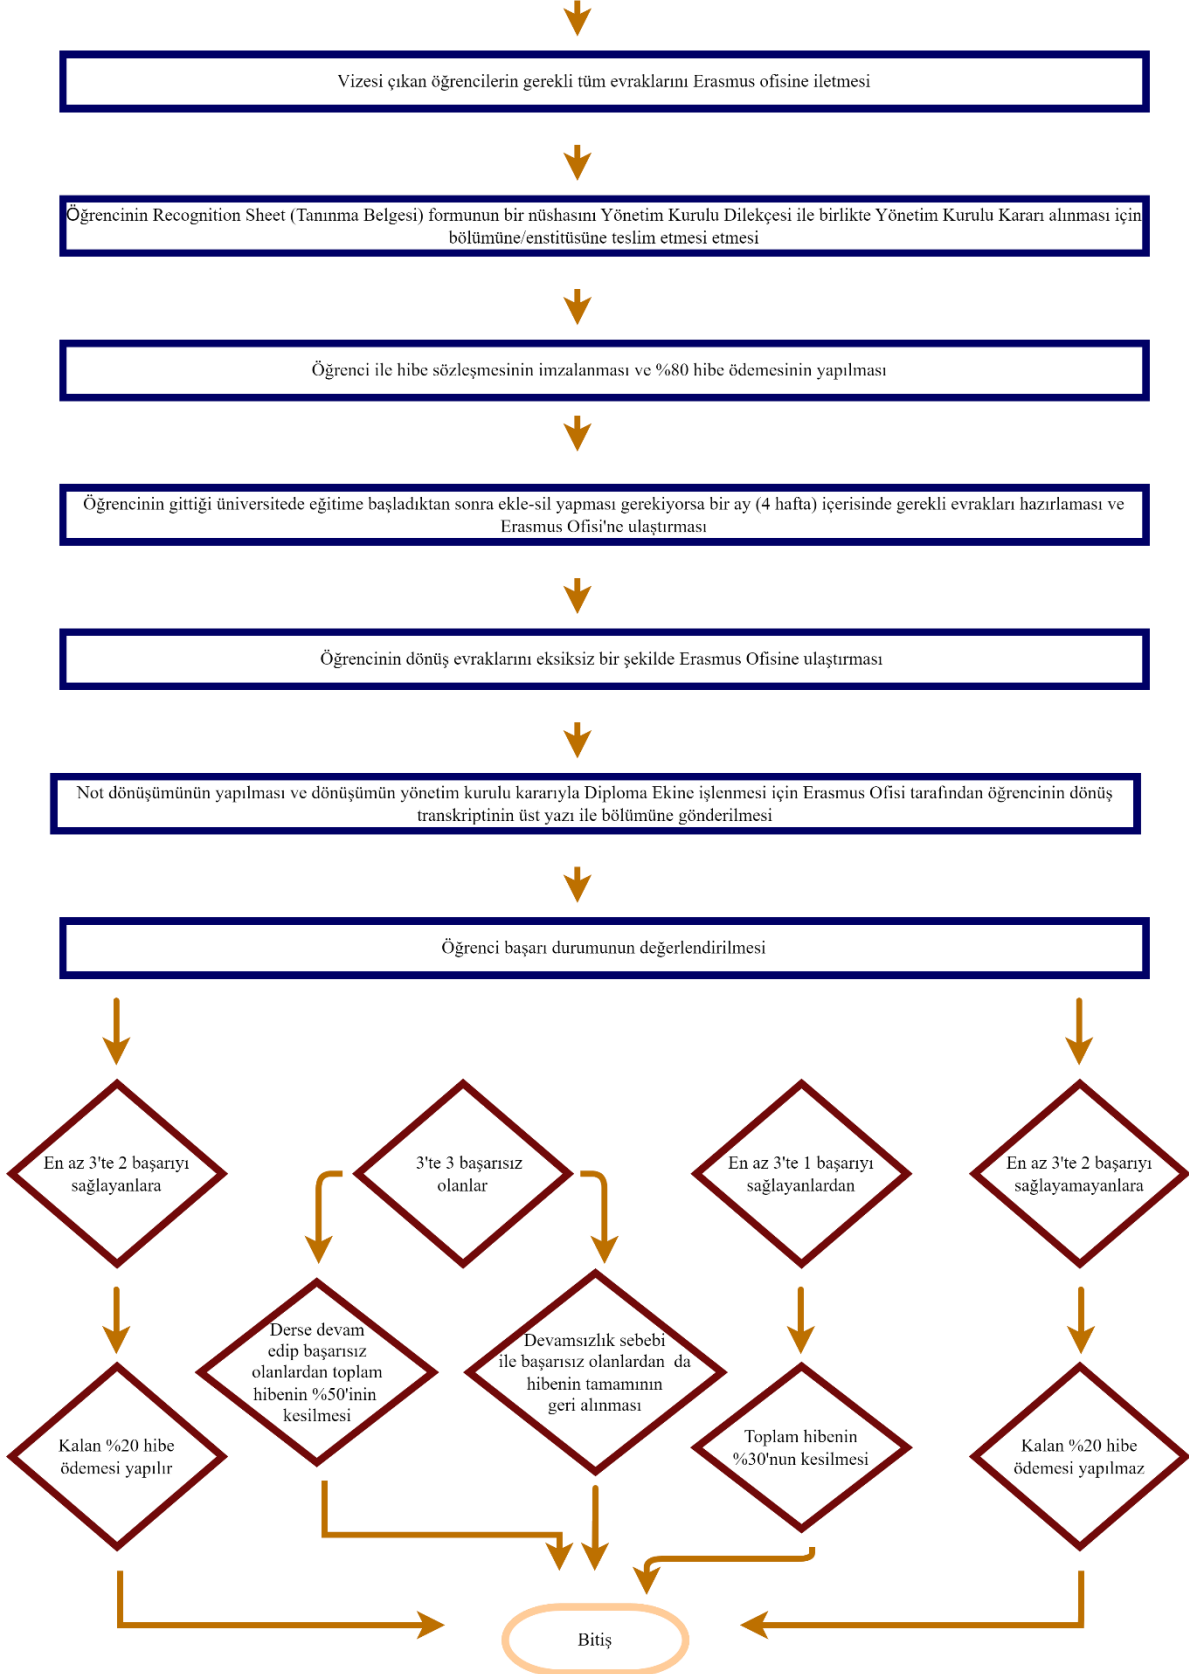 Vizesi çıkan öğrencilerin gerekli tüm evraklarını Erasmus ofisine iletmesi
Öğrencinin Recognition Sheet (Tanınma Belgesi) formunun bir nüshasını Yönetim Kurulu Dilekçesi ile birlikte Yönetim Kurulu Kararı alınması için
bölümüne/enstitüsüne teslim etmesi etmesi
Öğrenci ile hibe sözleşmesinin imzalanması ve %80 hibe ödemesinin yapılması
Öğrencinin gittiği üniversitede eğitime başladıktan sonra ekle-sil yapması gerekiyorsa bir ay (4 hafta) içerisinde gerekli evrakları hazırlaması ve
Erasmus Ofisi'ne ulaştırması
Öğrencinin dönüş evraklarını eksiksiz bir şekilde Erasmus Ofisine ulaştırması
Not dönüşümünün yapılması ve dönüşümün yönetim kurulu kararıyla Diploma Ekine işlenmesi için Erasmus Ofisi tarafından öğrencinin dönüş
transkriptinin üst yazı ile bölümüne gönderilmesi
Öğrenci başarı durumunun değerlendirilmesi
En az 3'te 2 başarıyı
sağlayanlara
3'te 3 başarısız
olanlar
En az 3'te 1 başarıyı
sağlayanlardan
En az 3'te 2 başarıyı
sağlayamayanlara
Derse devam
edip başarısız
olanlardan toplam
hibenin %50'inin
kesilmesi
Devamsızlık sebebi
ile başarısız olanlardan da
hibenin tamamının
geri alınması
Kalan %20 hibe
ödemesi yapılır
Toplam hibenin
%30'nun kesilmesi
Kalan %20 hibe
ödemesi yapılmaz
Bitiş